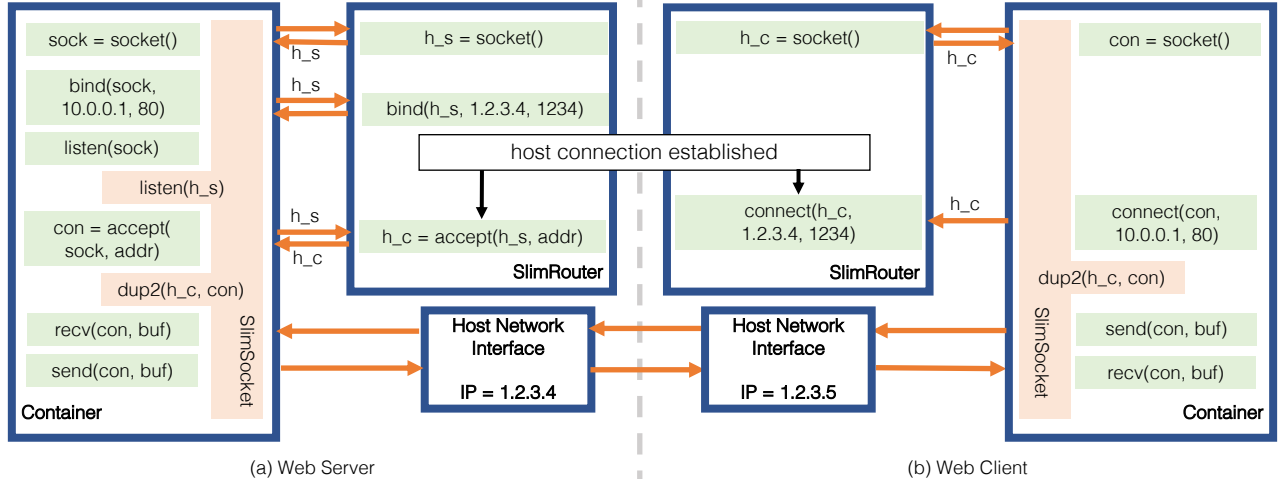 sock = socket()
bind(sock,
10.0.0.1, 80)
listen(sock)
listen(h_s)
con = accept(
sock, addr)
dup2(h_c, con)
recv(con, buf)
send(con, buf)
SlimSocket
Container
h_s
h_s
h_s
h_c
h_s = socket()
bind(h_s, 1.2.3.4, 1234)
host connection established
h_c = accept(h_s, addr)
SlimRouter
Host Network
Interface
IP = 1.2.3.4
(a) Web Server
h_c = socket()
connect(h_c,
1.2.3.4, 1234)
SlimRouter
Host Network
Interface
IP = 1.2.3.5
h_c
h_c
con = socket()
connect(con,
10.0.0.1, 80)
dup2(h_c, con)
send(con, buf)
recv(con, buf)
SlimSocket
Container
(b) Web Client